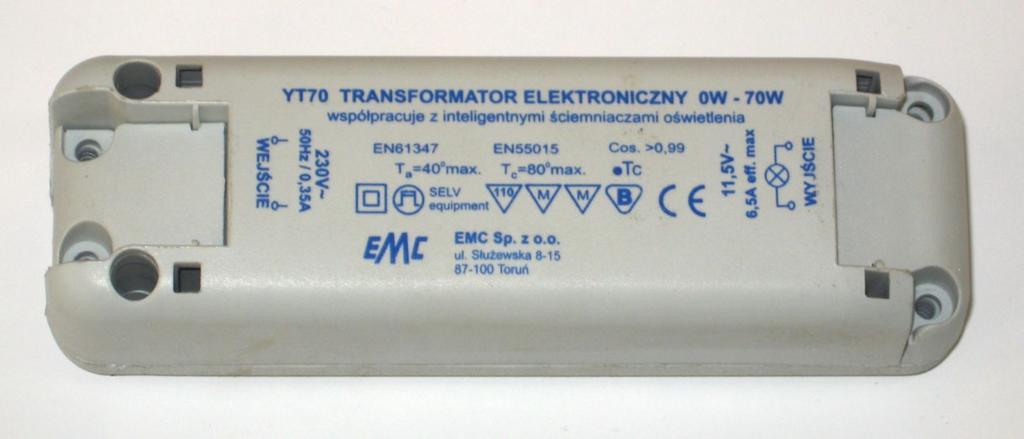 YT70 TRANSFORMATOR ELEKTRONICZNY 0W - 70W
współpracuje z inteligentnymi ściemniaczami oświetlenia
WEJŚCIE
50Hz / 0,35A
230V~
EN61347 EN55015 Cos. >0,99
Ta=40°max. Tc=80°max. •Tc
SELV
equipment
110 M M B CE
EMC
EMC Sp. z o.o.
ul. Służewska 8-15
87-100 Toruń
11,5V~
6,5A eff. max
WYJŚCIE